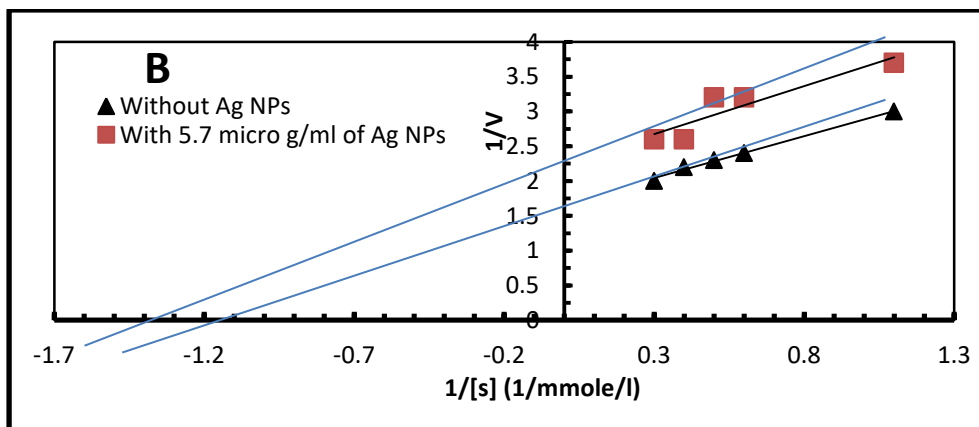 B
Without Ag NPs
With 5.7 micro g/ml of Ag NPs
1/V
4
3.5
3
2.5
2
1.5
1
0.5
0
-1.7 -1.2 -0.7 -0.2 0.3 0.8 1.3
1/[s] (1/mmole/l)